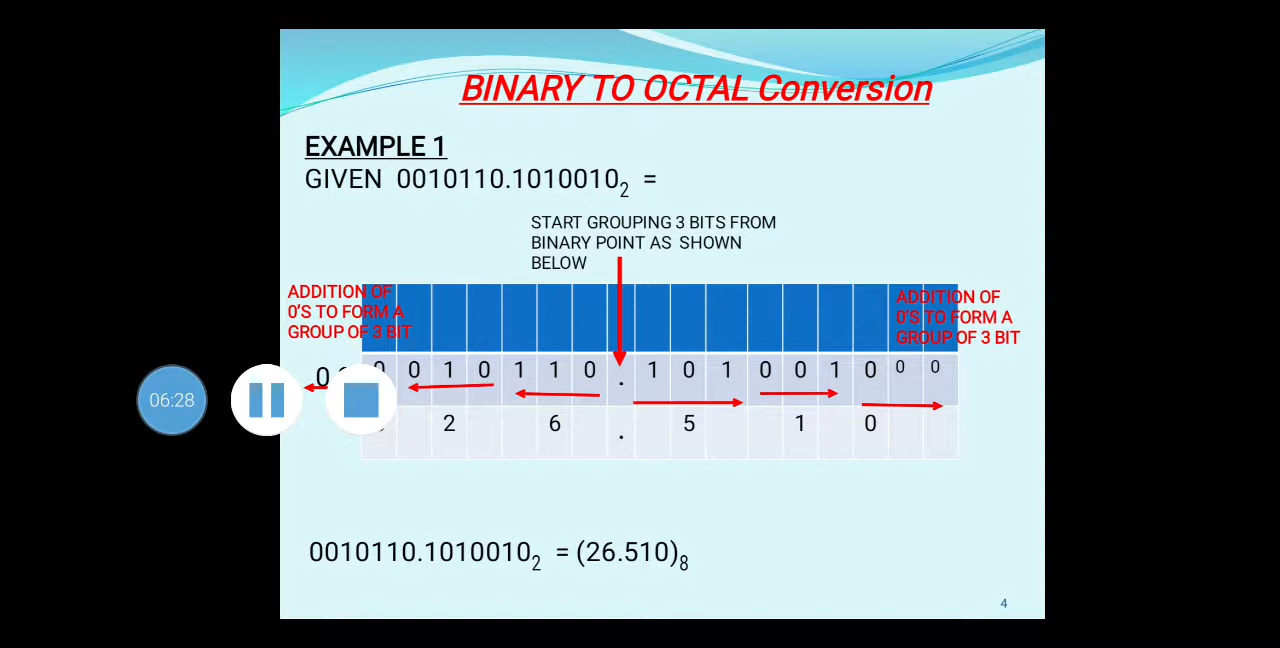 BINARY TO OCTAL Conversion
EXAMPLE 1
GIVEN 0010110.1010010₂ =
START GROUPING 3 BITS FROM
BINARY POINT AS SHOWN
BELOW
ADDITION OF
0'S TO FORM A
GROUP OF 3 BIT
ADDITION OF
0'S TO FORM A
GROUP OF 3 BIT
0 0 1 0 1 1 0 . 1 0 1 0 0 1 0 0 0
06:28
2 6 . 5 1 0
0010110.1010010₂ = (26.510)₈
4